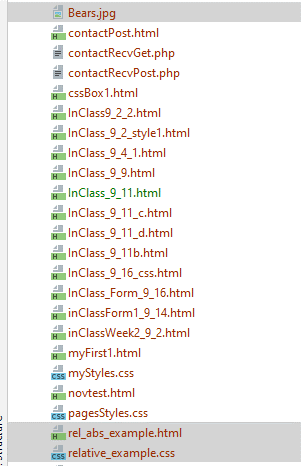 Bears.jpg
contactPost.html
contactRecvGet.php
contactRecvPost.php
cssBox1.html
InClass9_2_2.html
InClass_9_2_style1.html
InClass_9_4_1.html
InClass_9_9.html
InClass_9_11.html
InClass_9_11_c.html
InClass_9_11_d.html
InClass_9_11b.html
InClass_9_16_css.html
InClass_Form_9_16.html
inClassForm1_9_14.html
inClassWeek2_9_2.html
myFirst1.html
myStyles.css
novtest.html
pagesStyles.css
rel_abs_example.html
relative_example.css